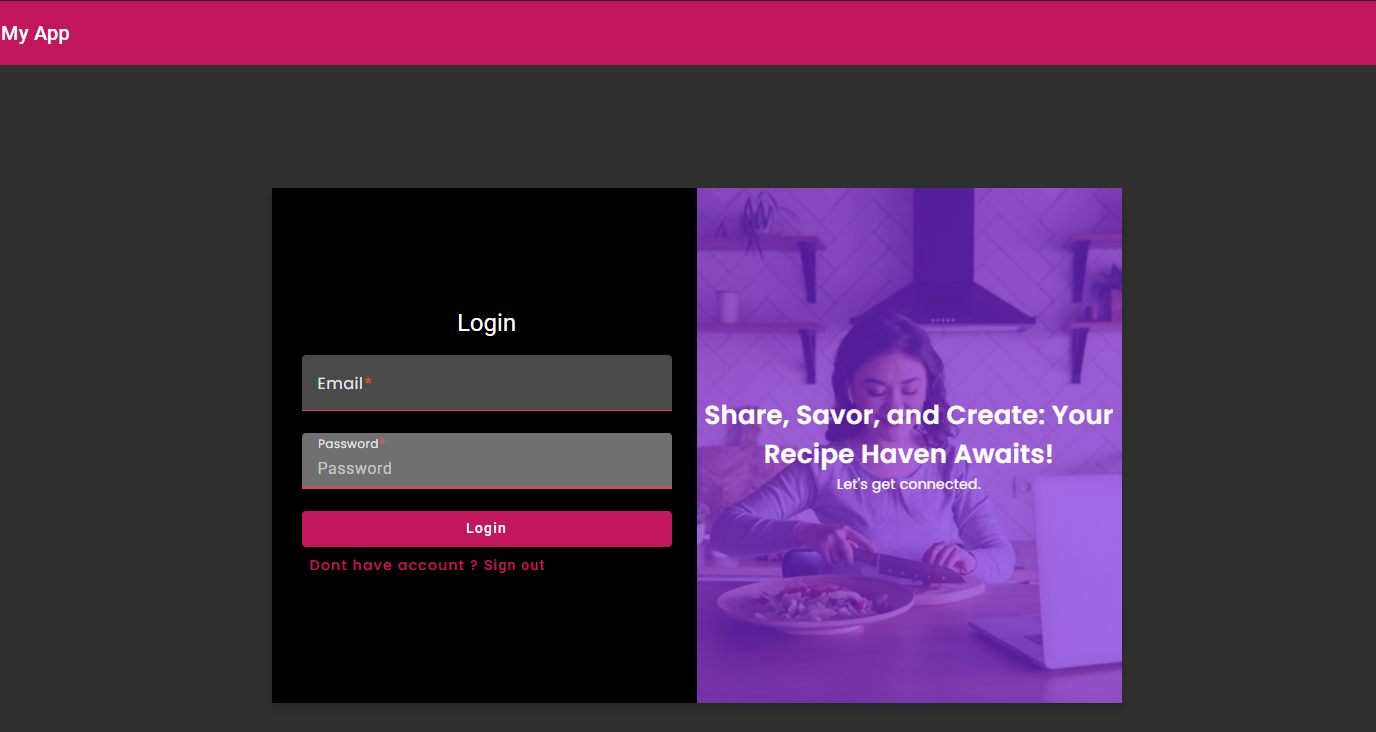 My App
Login
Email*
Password*
Password
Login
Dont have account ? Sign out
Share, Savor, and Create: Your
Recipe Haven Awaits!
Let's get connected.